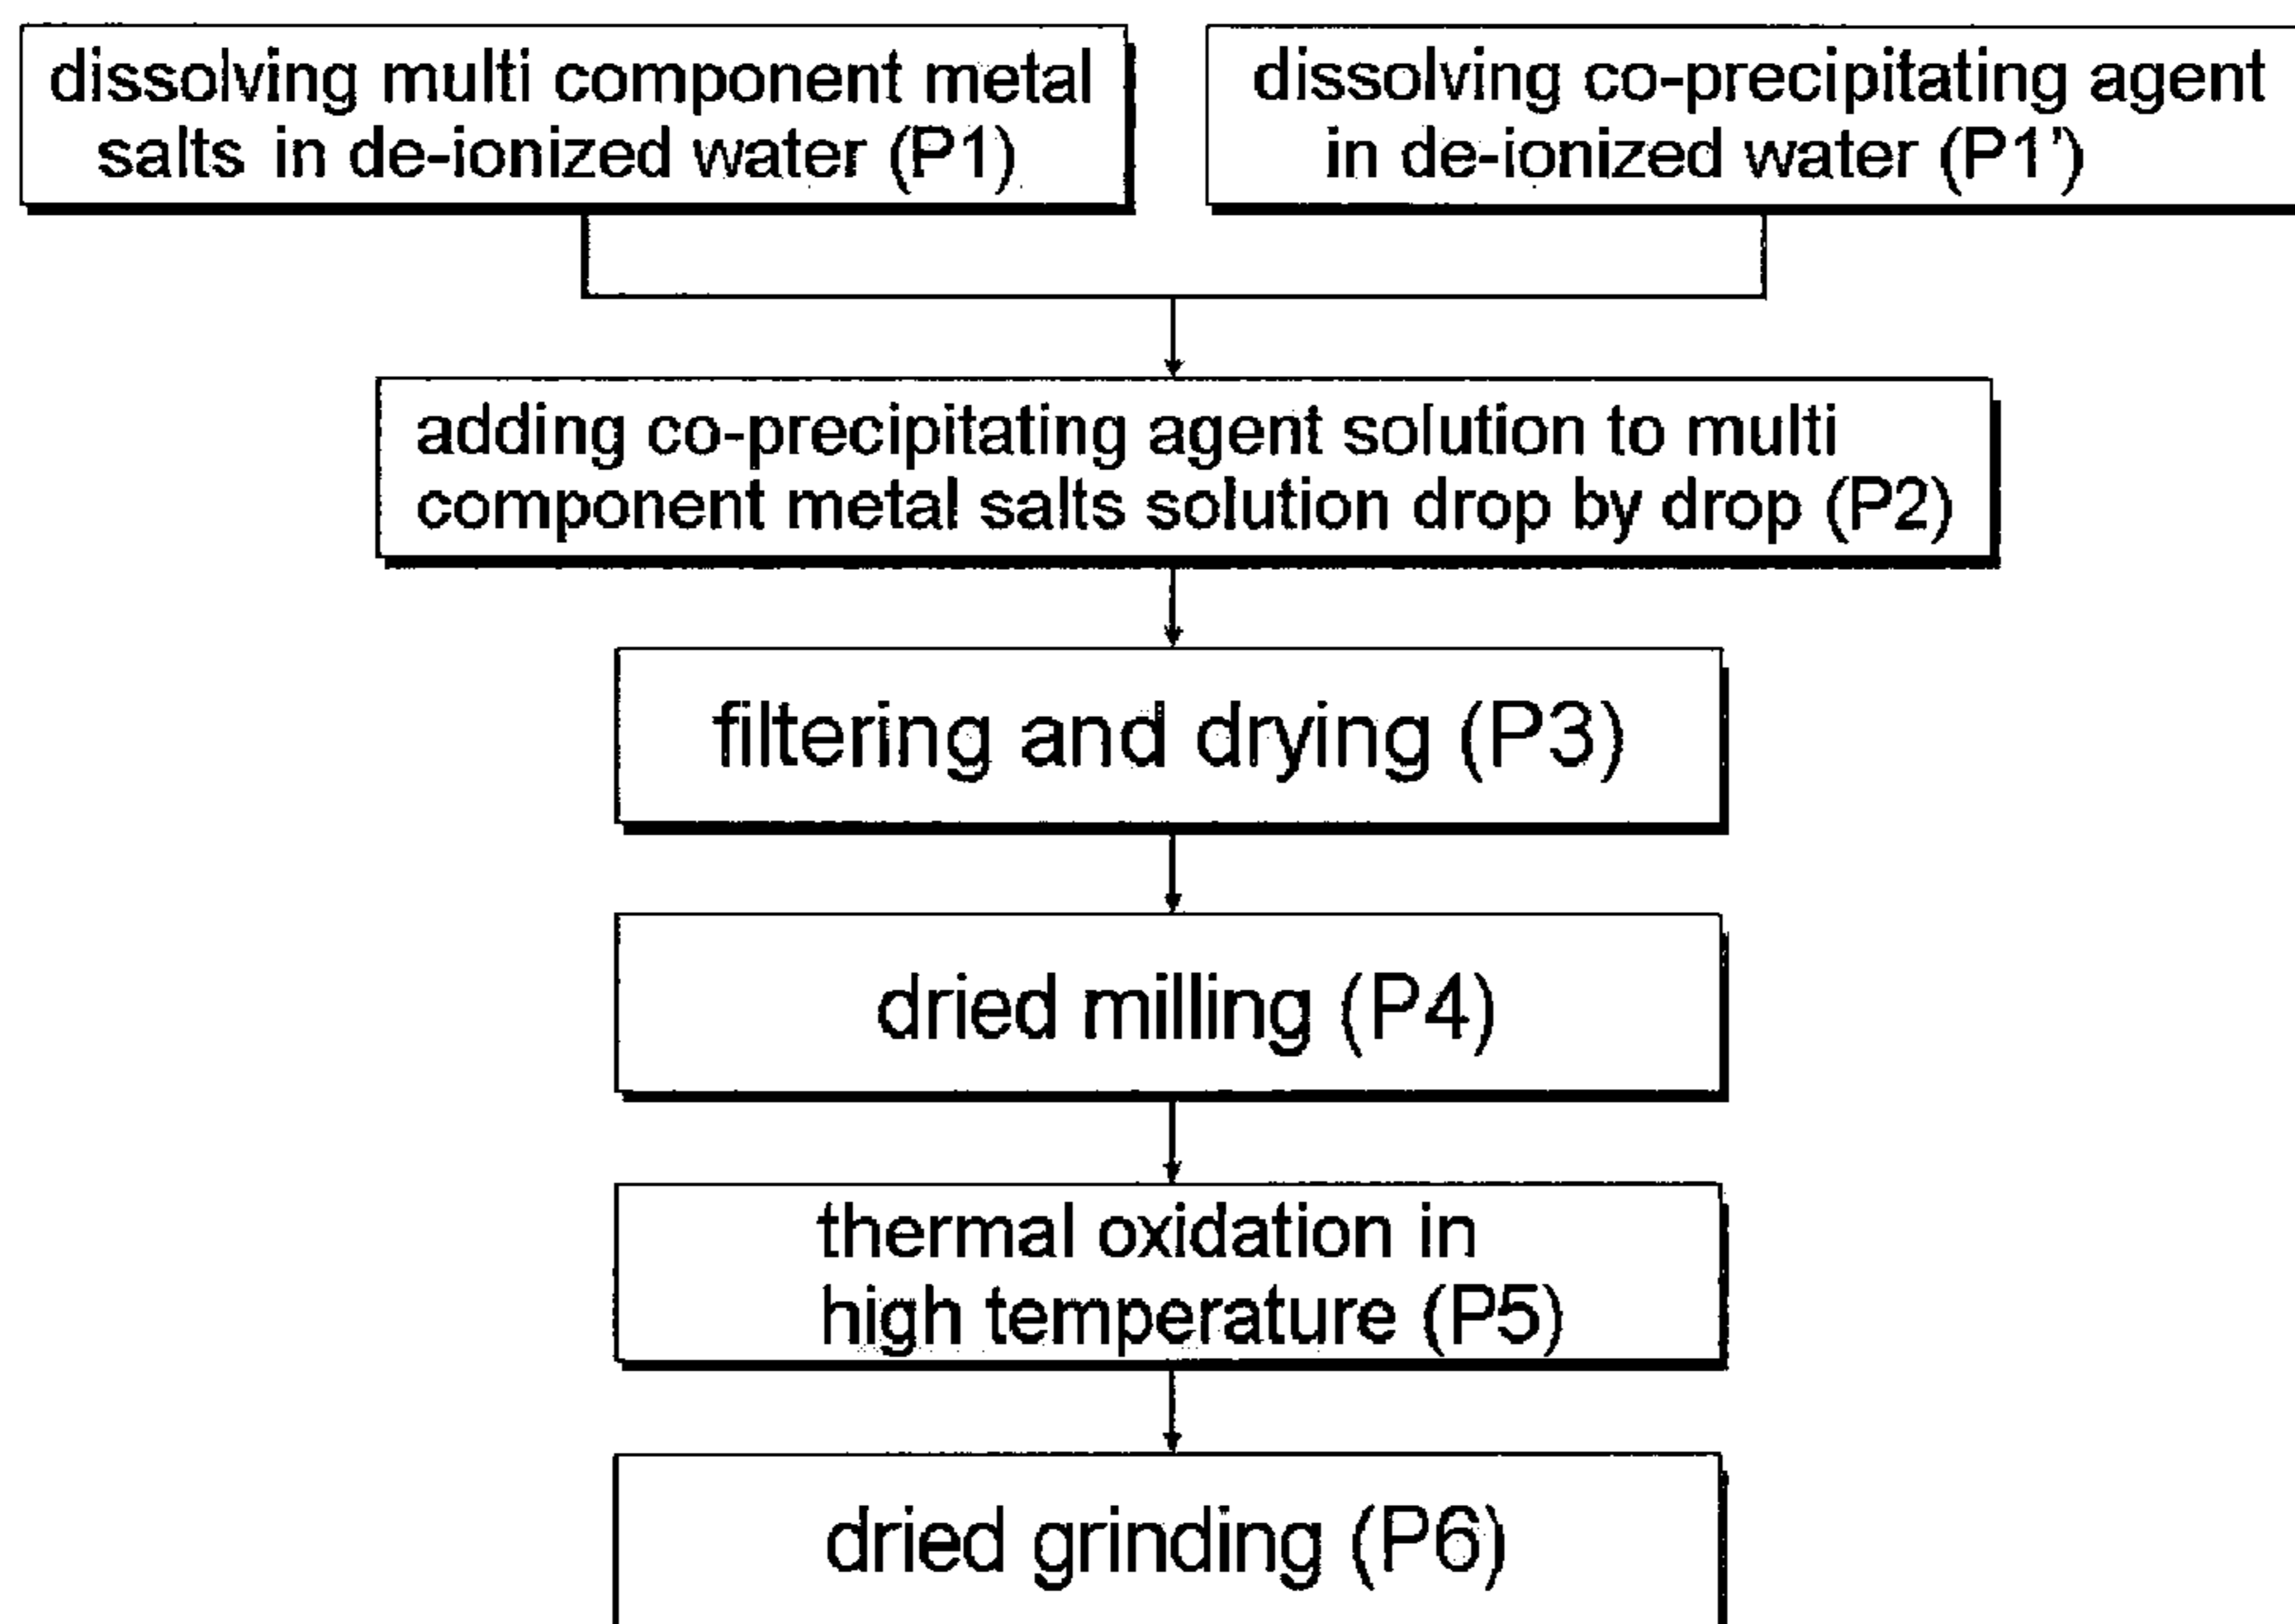 dissolving multi component metal
salts in de-ionized water (P1)
dissolving co-precipitating agent
in de-ionized water (P1')
adding co-precipitating agent solution to multi
component metal salts solution drop by drop (P2)
filtering and drying (P3)
dried milling (P4)
thermal oxidation in
high temperature (P5)
dried grinding (P6)